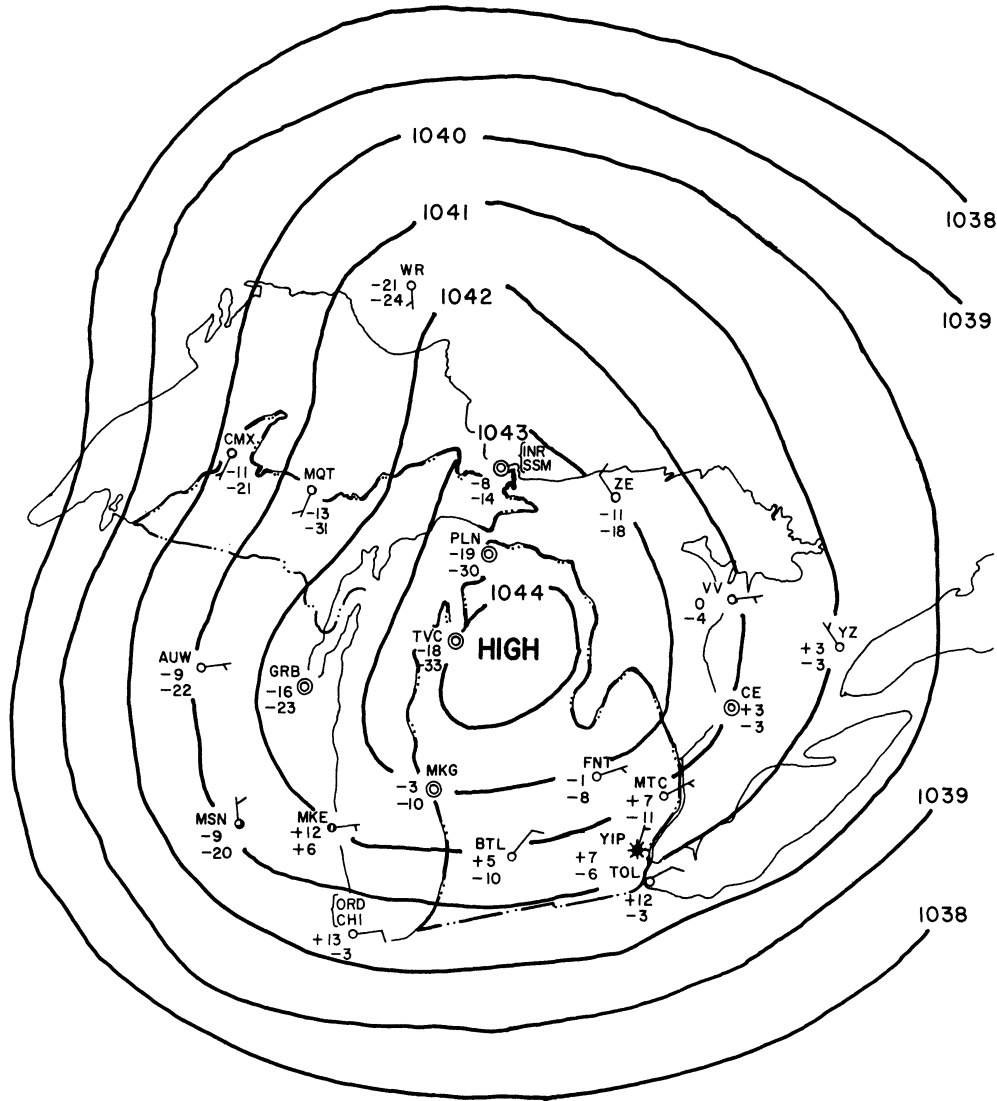 1040
1038
1041
WR
-21
-24
1042
1039
1043
CMX
-11
-21
INR
SSM
-8
-14
MQT
-13
-31
ZE
-11
-18
PLN
-19
-30
1044
VV
0
-4
TVC
-18
-33
HIGH
YZ
+3
-3
AUW
-9
-22
GRB
-16
-23
CE
+3
-3
FNT
-1
-8
MKG
-3
-10
MTC
+7
-11
1039
MSN
-9
-20
MKE
+12
+6
BTL
+5
-10
YIP
+7
-6
TOL
+12
-3
ORD
CHI
+13
-3
1038